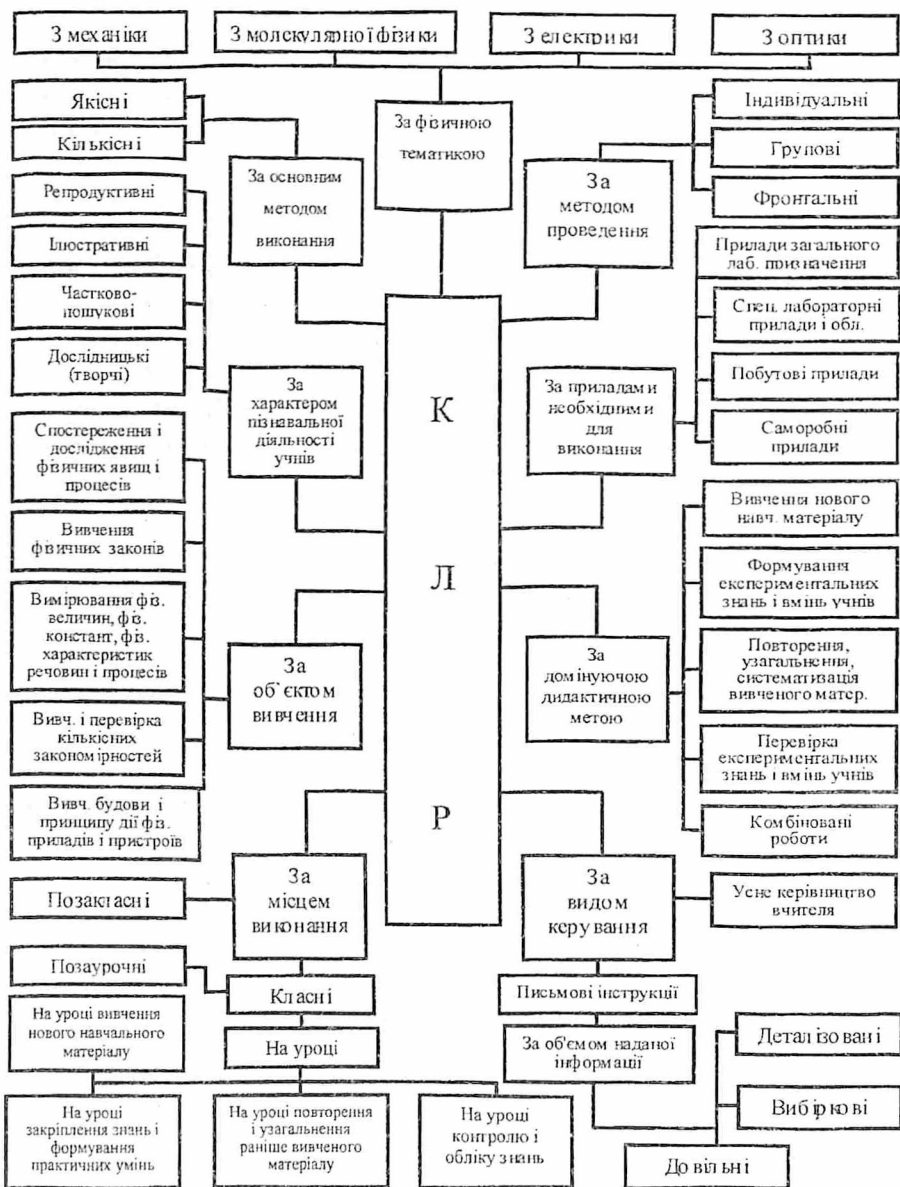 З механіки
З молекулярної фізики
З електрики
З оптики
Якісні
Кількісні
За фізичною
тематикою
Індивідуальні
Групові
Фронтальні
За основним
методом
виконання
За
методом
проведення
Репродуктивні
Ілюстративні
Частково-
пошукові
Дослідницькі
(творчі)
Прилади загального
лаб. призначення
Спец. лабораторні
прилади і обл.
Побутові прилади
Саморобні
прилади
За
характером
пізнавальної
діяльності
учнів
К
Л
Р
За приладами
необхідними
для
виконання
Спостереження і
дослідження
фізичних явищ і
процесів
Вивчення
фізичних законів
Вимірювання фіз.
величин, фіз.
констант, фіз.
характеристик
речовин і процесів
Вивч. і перевірка
кількісних
закономірностей
Вивч. будови і
принципу дії фіз.
приладів і пристроїв
За
об'єктом
вивчення
За
домінуючою
дидактичною
метою
Вивчення нового
навч. матеріалу
Формування
експериментальних
знань і вмінь учнів
Повторення,
узагальнення,
систематизація
вивченого матер.
Перевірка
експериментальних
знань і вмінь учнів
Комбіновані
роботи
Позакласні
За
місцем
виконання
За
видом
керування
Усне керівництво
вчителя
Позаурочні
Класні
Письмові інструкції
На уроці вивчення
нового навчального
матеріалу
На уроці
За об'ємом наданої
інформації
Деталізовані
Вибіркові
Довільні
На уроці
закріплення знань і
формування
практичних умінь
На уроці повторення
і узагальнення
раніше вивченого
матеріалу
На уроці
контролю і
обліку знань